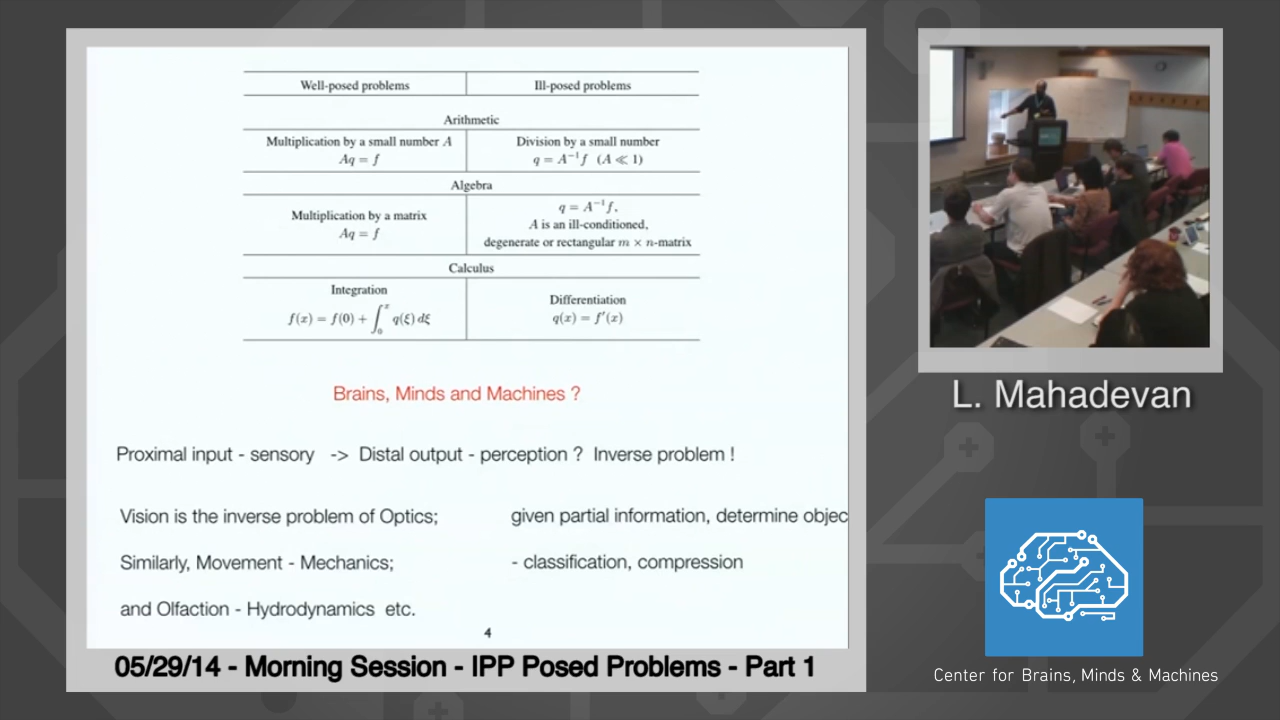 Well-posed problems Ill-posed problems
Arithmetic
Multiplication by a small number A Division by a small number
Aq = f q = A⁻¹f (A ≪ 1)
Algebra
q = A⁻¹f,
Multiplication by a matrix A is an ill-conditioned,
Aq = f degenerate or rectangular m × n-matrix
Calculus
Integration Differentiation
f(x) = f(0) + ∫₀ˣ q(ξ) dξ q(x) = f′(x)
Brains, Minds and Machines ?
Proximal input - sensory -> Distal output - perception ? Inverse problem !
Vision is the inverse problem of Optics; given partial information, determine objec
Similarly, Movement - Mechanics; - classification, compression
and Olfaction - Hydrodynamics etc.
4
05/29/14 - Morning Session - IPP Posed Problems - Part 1
L. Mahadevan
Center for Brains, Minds & Machines